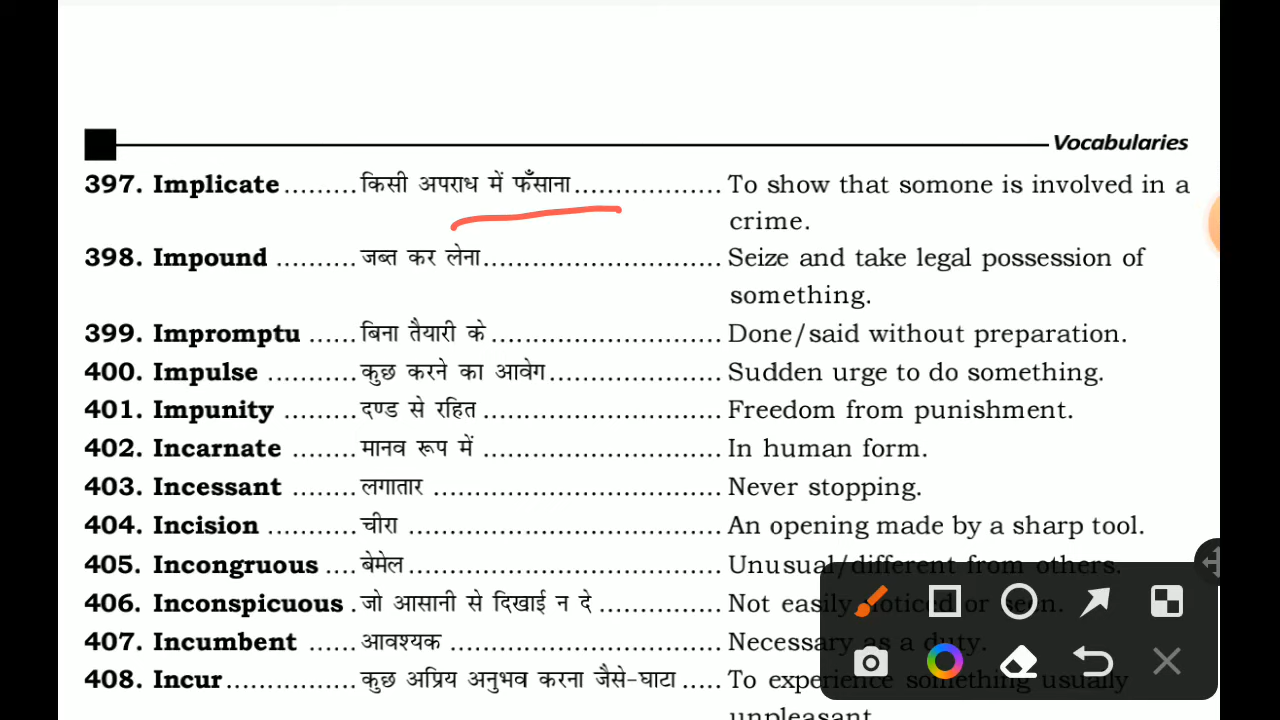 Vocabularies
397. Implicate.........किसी अपराध में फँसाना.................. To show that somone is involved in a
crime.
398. Impound ..........जब्त कर लेना............................. Seize and take legal possession of
something.
399. Impromptu ......बिना तैयारी के ............................ Done/said without preparation.
400. Impulse ...........कुछ करने का आवेग..................... Sudden urge to do something.
401. Impunity .........दण्ड से रहित ............................. Freedom from punishment.
402. Incarnate ........मानव रूप में ............................. In human form.
403. Incessant ........लगातार ................................... Never stopping.
404. Incision ...........चीरा ...................................... An opening made by a sharp tool.
405. Incongruous ....बेमेल...................................... Unusual/different from others.
406. Inconspicuous .जो आसानी से दिखाई न दे ............... Not easily noticed or seen.
407. Incumbent .......आवश्यक ................................. Necessary as a duty.
408. Incur................कुछ अप्रिय अनुभव करना जैसे-घाटा ..... To experience something usually
unpleasant